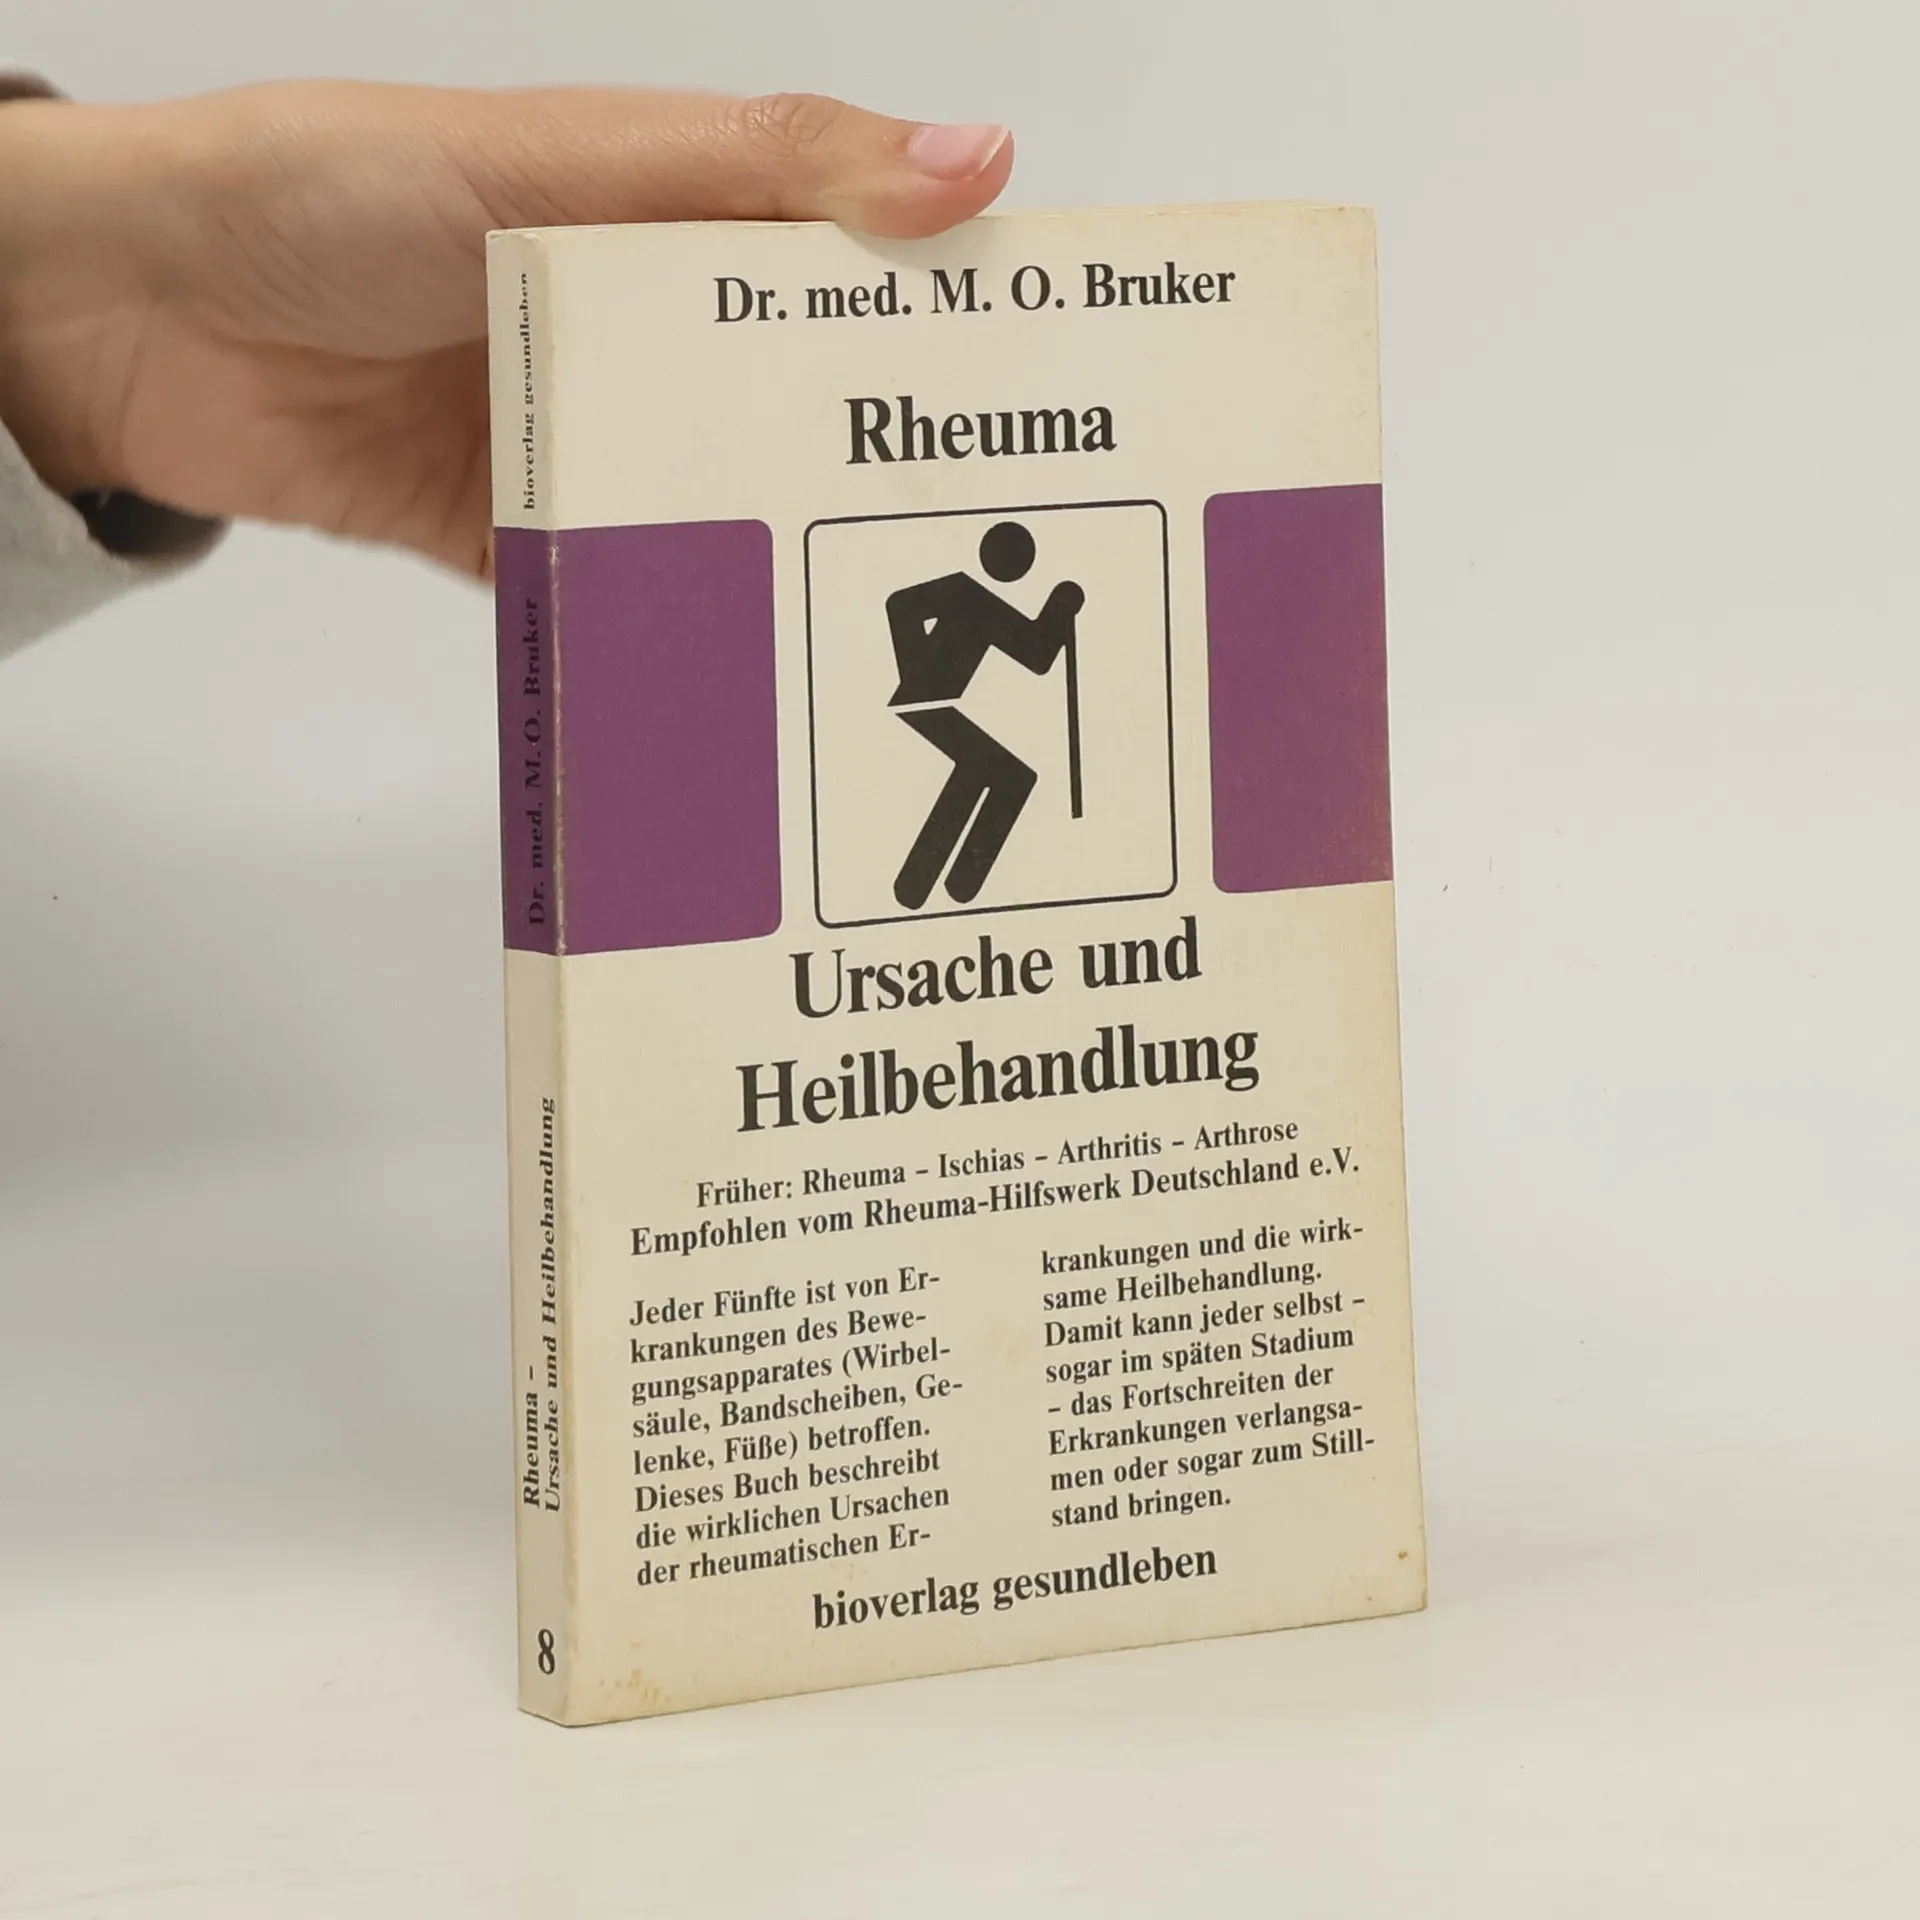 Dr. med. M. O. Bruker
Rheuma
Ursache und
Heilbehandlung
Früher: Rheuma – Ischias – Arthritis – Arthrose
Empfohlen vom Rheuma-Hilfswerk Deutschland e.V.
Jeder Fünfte ist von Er-
krankungen des Bewe-
gungsapparates (Wirbel-
säule, Bandscheiben, Ge-
lenke, Füße) betroffen.
Dieses Buch beschreibt
die wirklichen Ursachen
der rheumatischen Er-
krankungen und die wirk-
same Heilbehandlung.
Damit kann jeder selbst –
sogar im späten Stadium
– das Fortschreiten der
Erkrankungen verlangsa-
men oder sogar zum Still-
stand bringen.
bioverlag gesundleben
bioverlag gesundleben
Dr. med. M. O. Bruker
Rheuma –
Ursache und Heilbehandlung
8